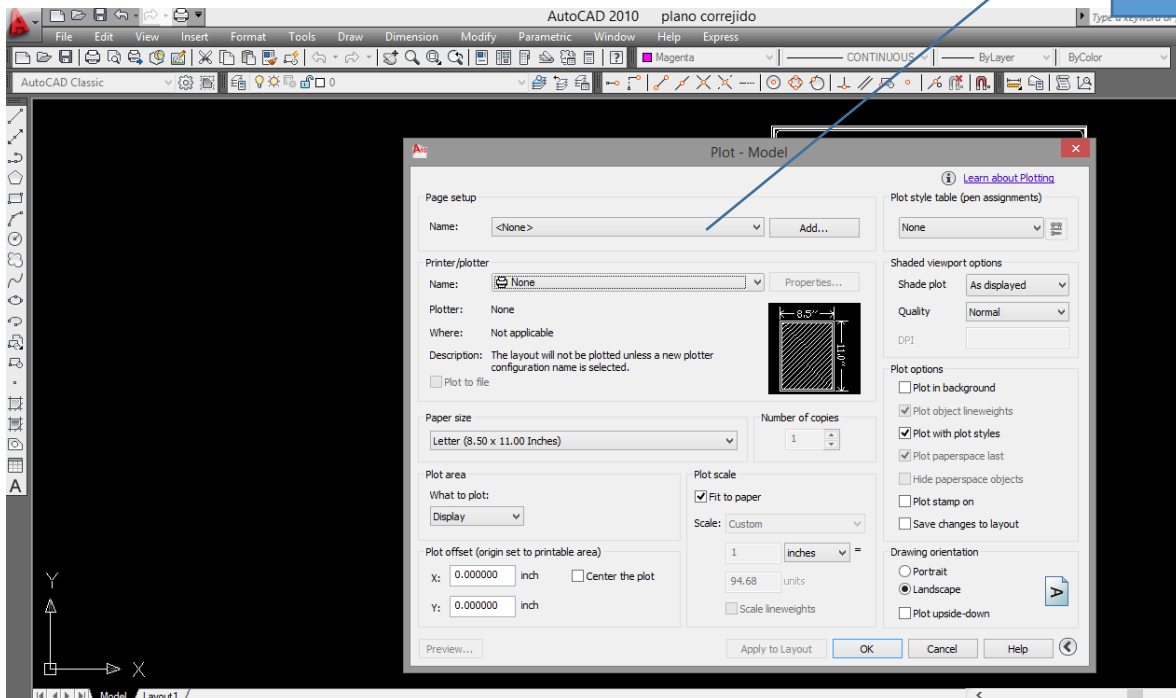 AutoCAD 2010 plano correjido
Type a keyword or
File Edit View Insert Format Tools Draw Dimension Modify Parametric Window Help Express
Magenta CONTINUOUS ByLayer ByColor
AutoCAD Classic 0
Plot - Model
Learn about Plotting
Page setup
Name: <None> Add...
Plot style table (pen assignments)
None
Printer/plotter
Name: None Properties...
Plotter: None
Where: Not applicable
Description: The layout will not be plotted unless a new plotter
configuration name is selected.
Plot to file
8.5''
11.0''
Shaded viewport options
Shade plot As displayed
Quality Normal
DPI
Paper size
Letter (8.50 x 11.00 Inches)
Number of copies
1
Plot options
Plot in background
Plot object lineweights
Plot with plot styles
Plot paperspace last
Hide paperspace objects
Plot stamp on
Save changes to layout
Plot area
What to plot:
Display
Plot scale
Fit to paper
Scale: Custom
1 inches =
94.68 units
Scale lineweights
Plot offset (origin set to printable area)
X: 0.000000 inch Center the plot
Y: 0.000000 inch
Drawing orientation
Portrait
Landscape
A
Plot upside-down
Preview... Apply to Layout OK Cancel Help
Y
X
Model Layout1